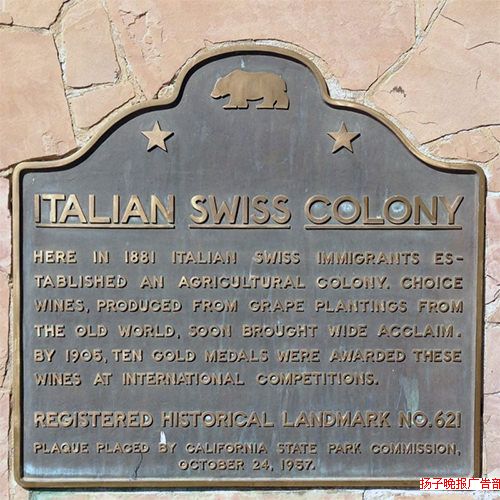 ITALIAN SWISS COLONY
HERE IN 1881 ITALIAN SWISS IMMIGRANTS ES-
TABLISHED AN AGRICULTURAL COLONY. CHOICE
WINES, PRODUCED FROM GRAPE PLANTINGS FROM
THE OLD WORLD, SOON BROUGHT WIDE ACCLAIM.
BY 1905, TEN GOLD MEDALS WERE AWARDED THESE
WINES AT INTERNATIONAL COMPETITIONS.
REGISTERED HISTORICAL LANDMARK NO. 621
PLAQUE PLACED BY CALIFORNIA STATE PARK COMMISSION,
OCTOBER 24, 1957.
扬子晚报广告部